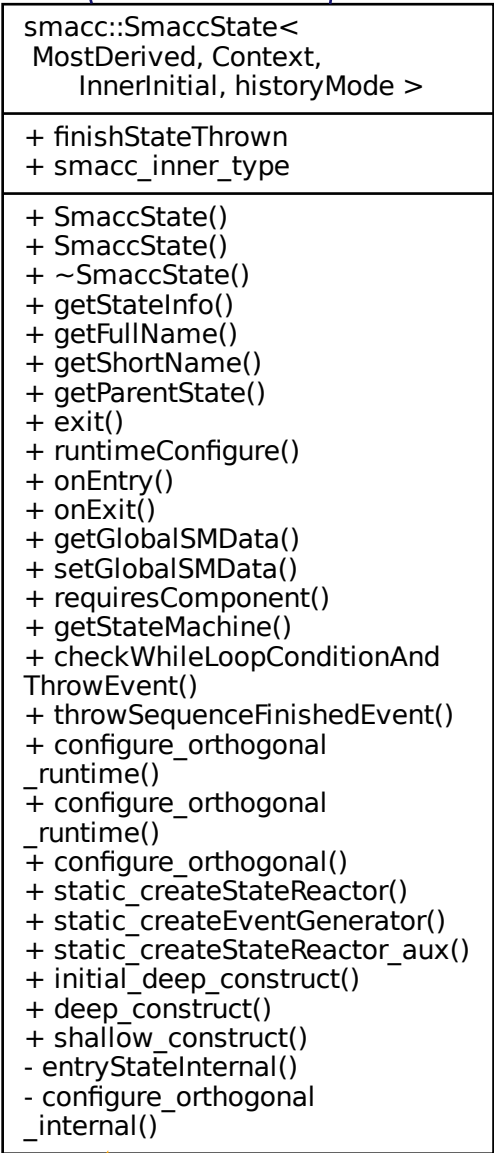 smacc::SmaccState<
MostDerived, Context,
InnerInitial, historyMode >
+ finishStateThrown
+ smacc_inner_type
+ SmaccState()
+ SmaccState()
+ ~SmaccState()
+ getStateInfo()
+ getFullName()
+ getShortName()
+ getParentState()
+ exit()
+ runtimeConfigure()
+ onEntry()
+ onExit()
+ getGlobalSMData()
+ setGlobalSMData()
+ requiresComponent()
+ getStateMachine()
+ checkWhileLoopConditionAnd
ThrowEvent()
+ throwSequenceFinishedEvent()
+ configure_orthogonal
_runtime()
+ configure_orthogonal
_runtime()
+ configure_orthogonal()
+ static_createStateReactor()
+ static_createEventGenerator()
+ static_createStateReactor_aux()
+ initial_deep_construct()
+ deep_construct()
+ shallow_construct()
- entryStateInternal()
- configure_orthogonal
_internal()